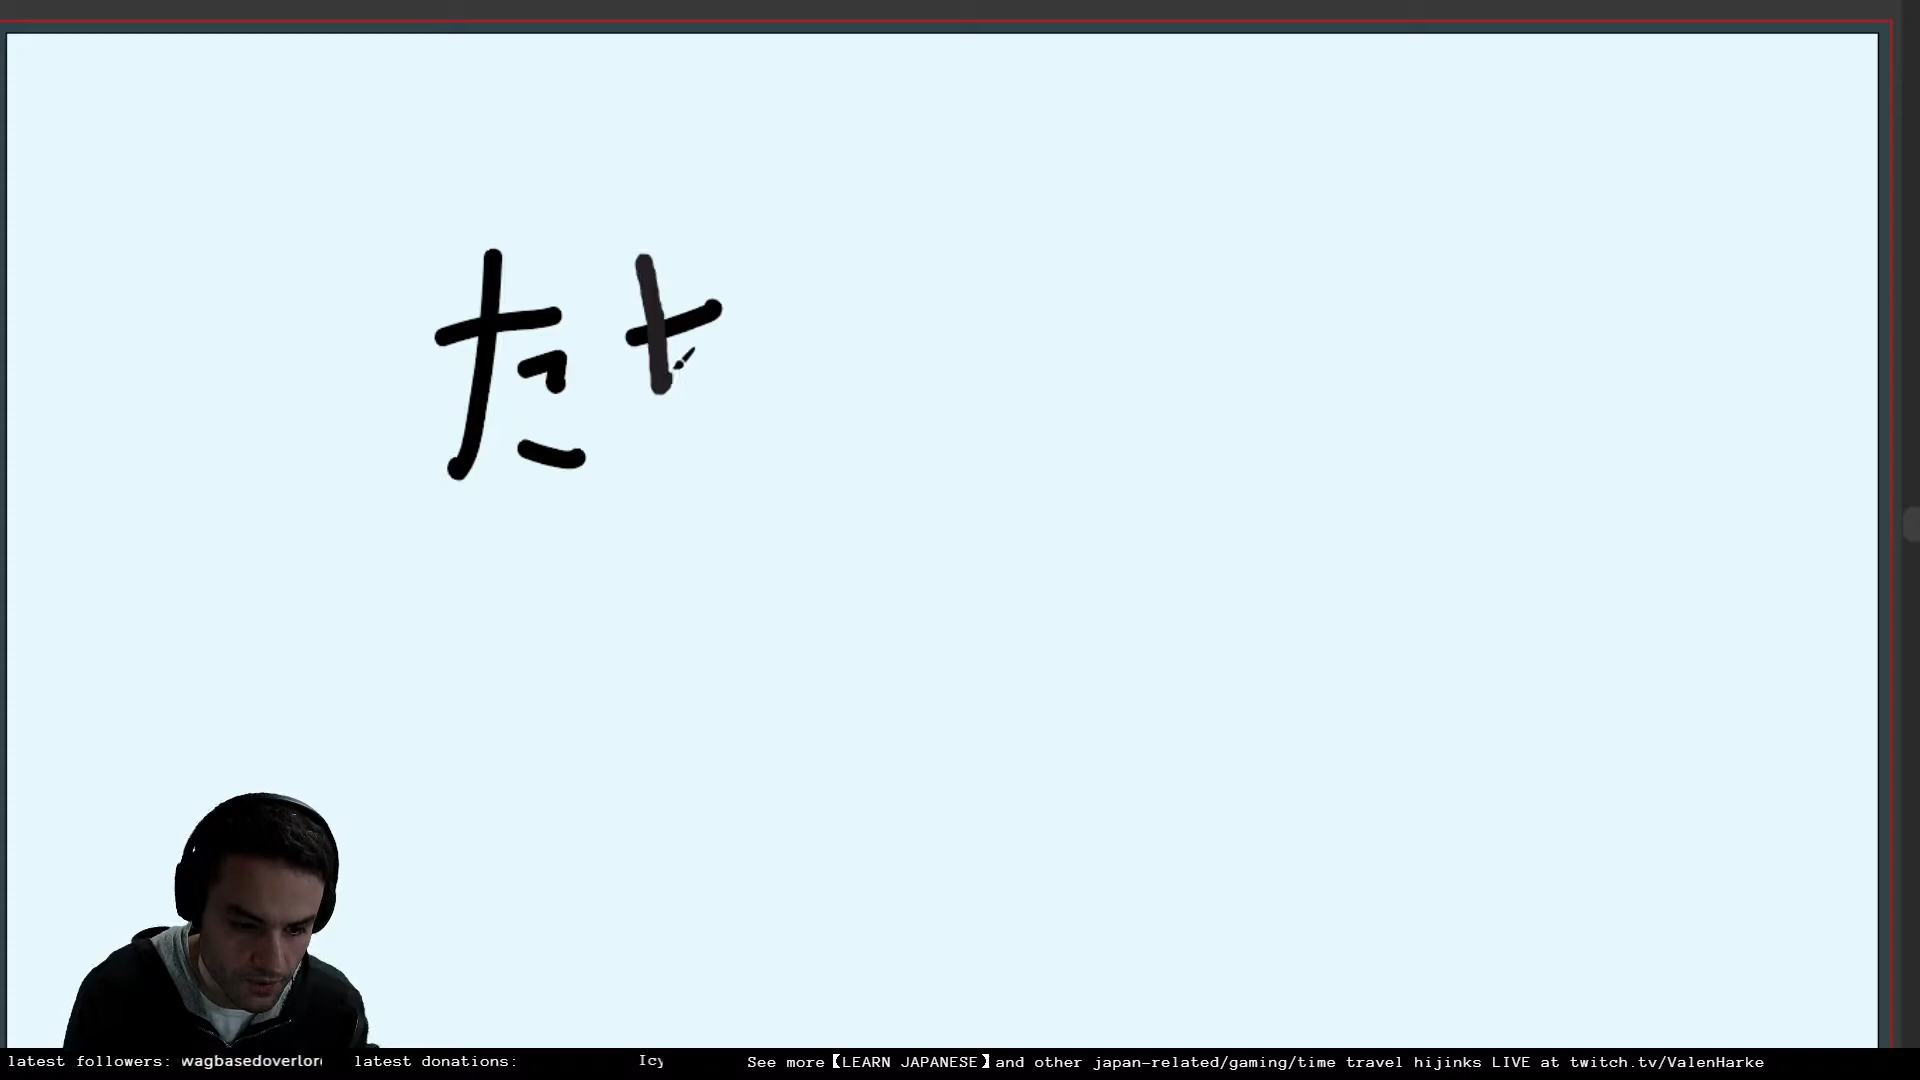 た
latest followers: wagbasedoverlor latest donations: Icy See more【LEARN JAPANESE】and other japan-related/gaming/time travel hijinks LIVE at twitch.tv/ValenHarke